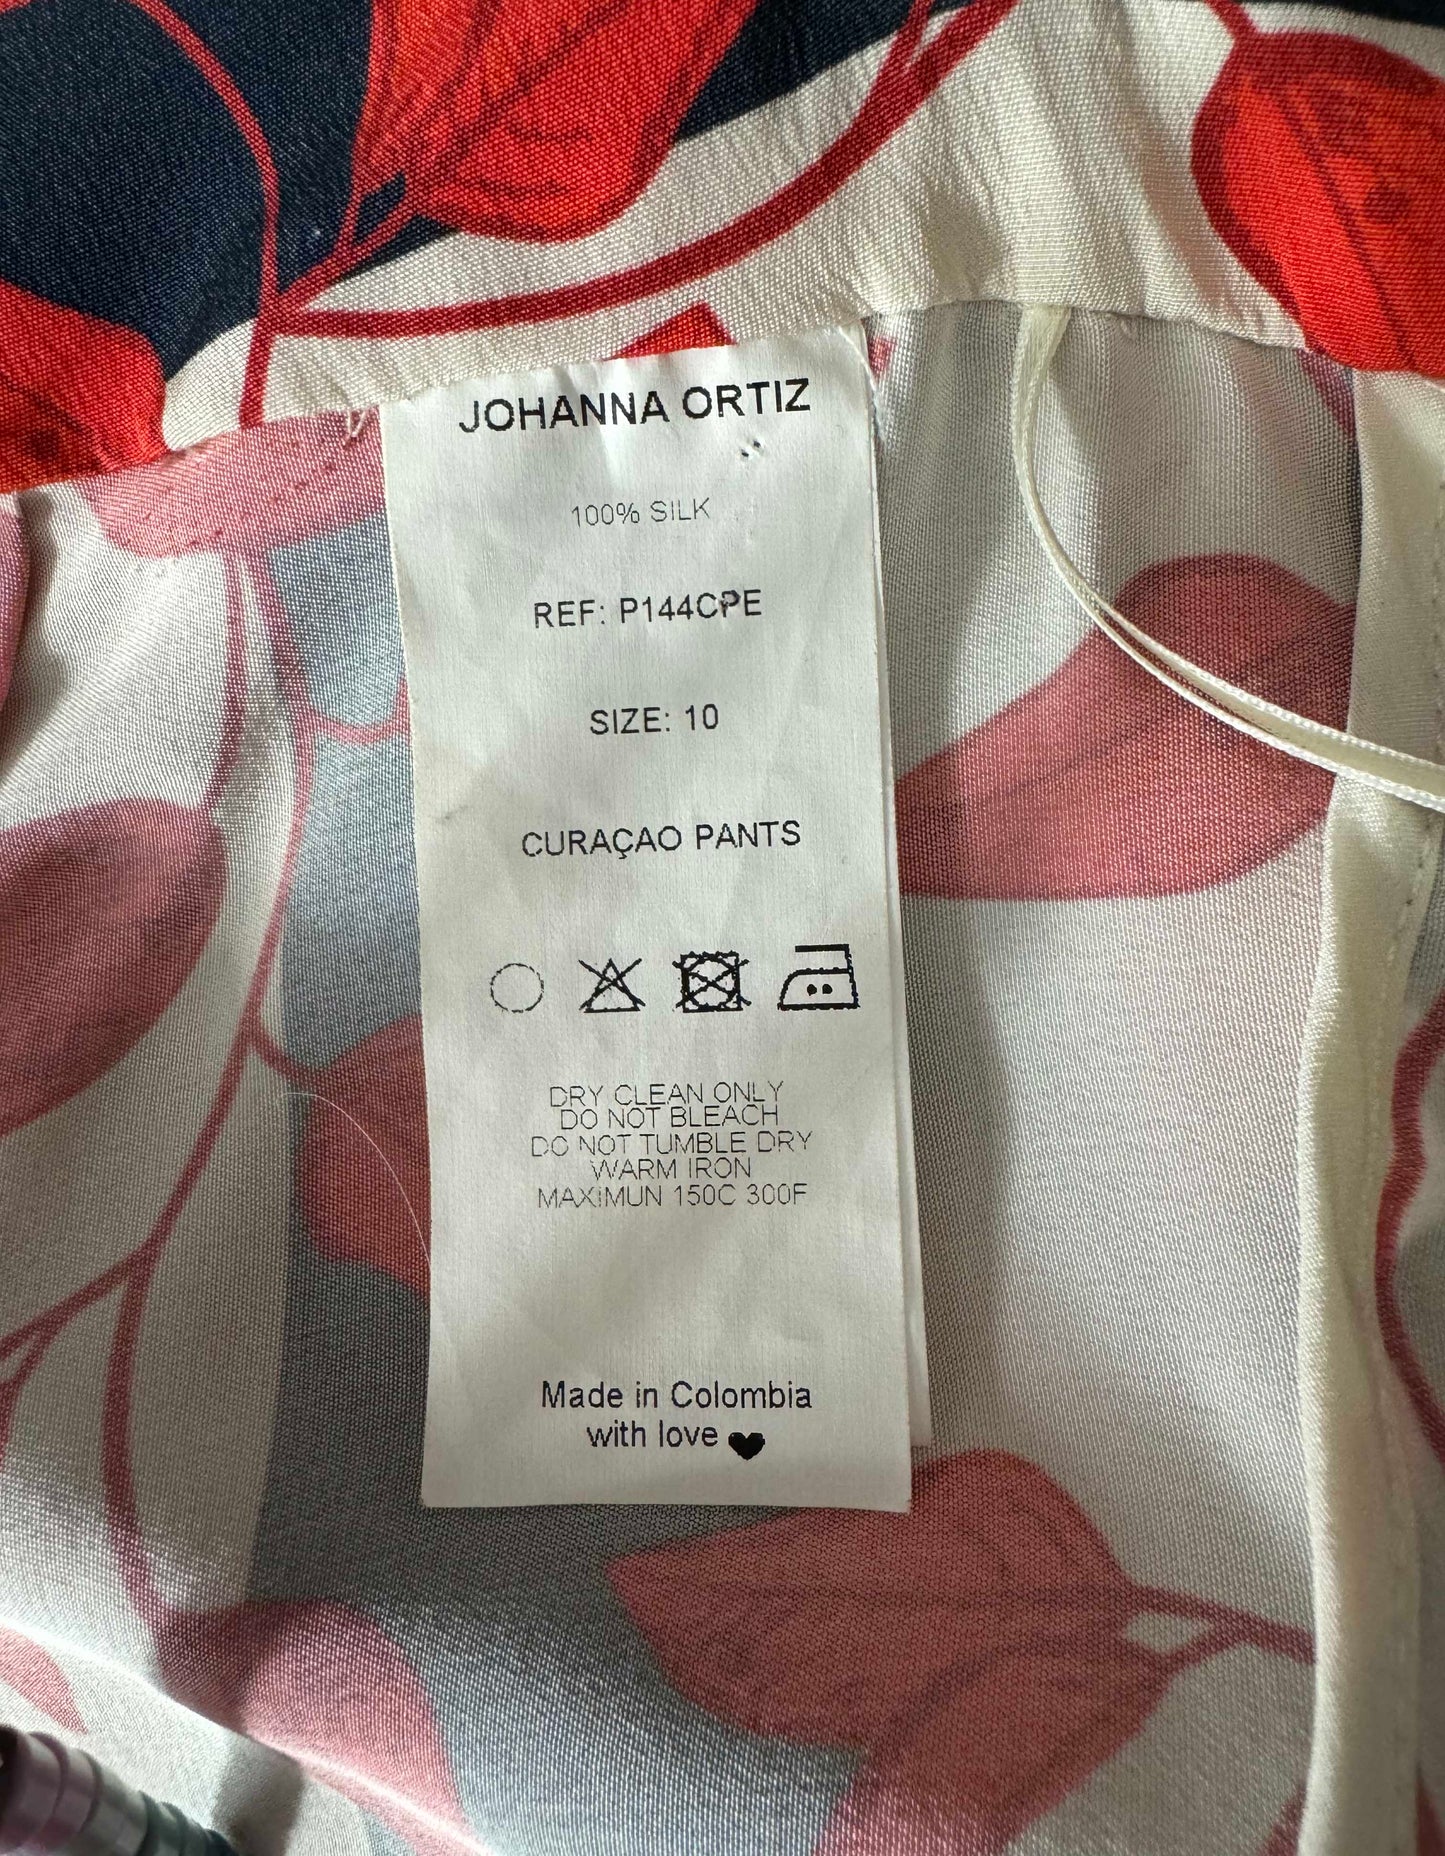 JOHANNA ORTIZ
100% SILK
REF: P144CPE
SIZE: 10
CURAÇAO PANTS
DRY CLEAN ONLY
DO NOT BLEACH
DO NOT TUMBLE DRY
WARM IRON
MAXIMUN 150C 300F
Made in Colombia
with love